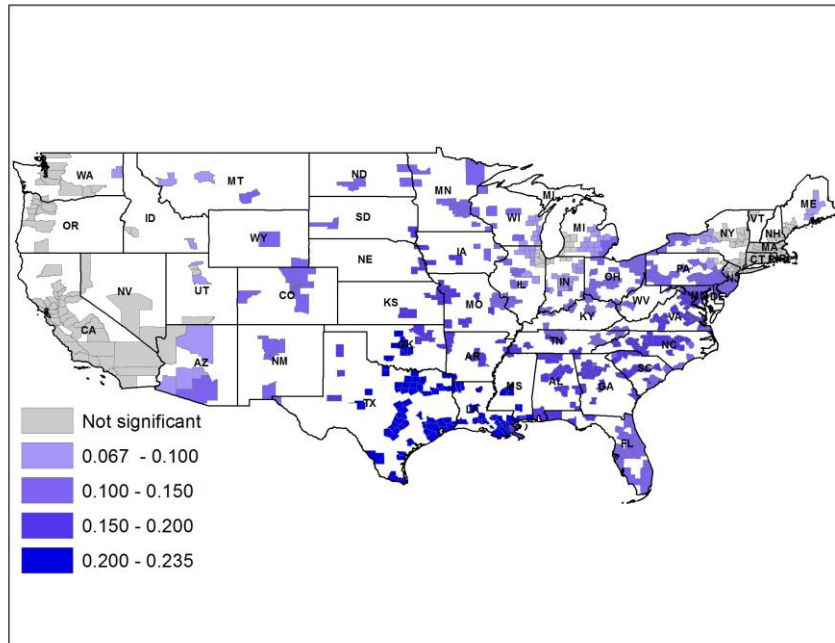 WA
MT
ND
MN
ME
OR
ID
SD
WI
MI
MI
VT
NH
NY
WY
MA
CT
IA
NE
PA
NV
UT
IL
IN
OH
CO
WV
KS
MO
VA
CA
KY
TN
NC
AZ
NM
OK
AR
SC
MS
AL
GA
TX
LA
FL
Not significant
0.067 - 0.100
0.100 - 0.150
0.150 - 0.200
0.200 - 0.235